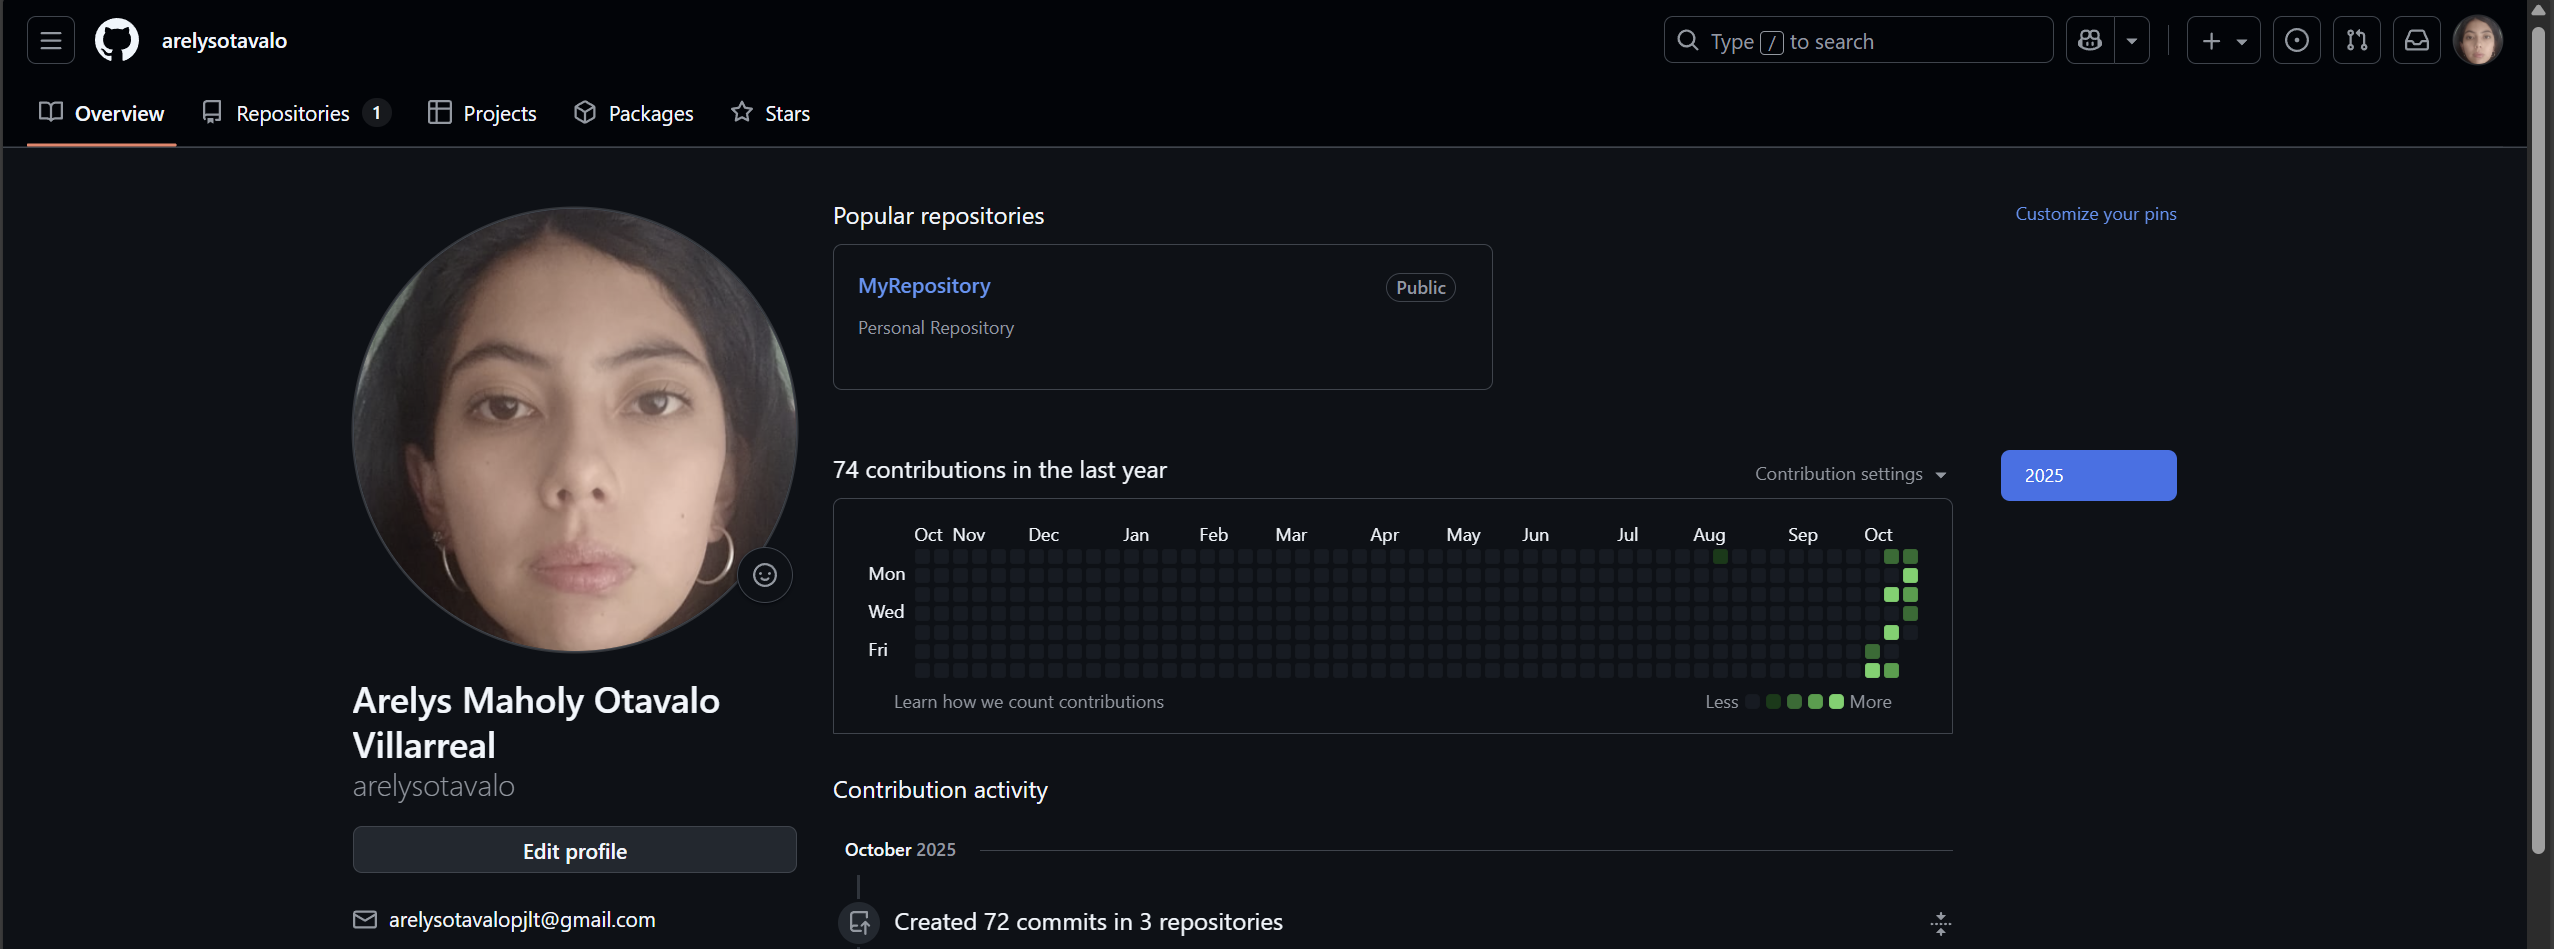 arelysotavalo
Type / to search
Overview
Repositories 1
Projects
Packages
Stars
Popular repositories
Customize your pins
MyRepository
Public
Personal Repository
74 contributions in the last year
Contribution settings
2025
Oct Nov Dec Jan Feb Mar Apr May Jun Jul Aug Sep Oct
Mon
Wed
Fri
Learn how we count contributions
Less More
Arelys Maholy Otavalo
Villarreal
arelysotavalo
Edit profile
arelysotavalopjlt@gmail.com
Contribution activity
October 2025
Created 72 commits in 3 repositories